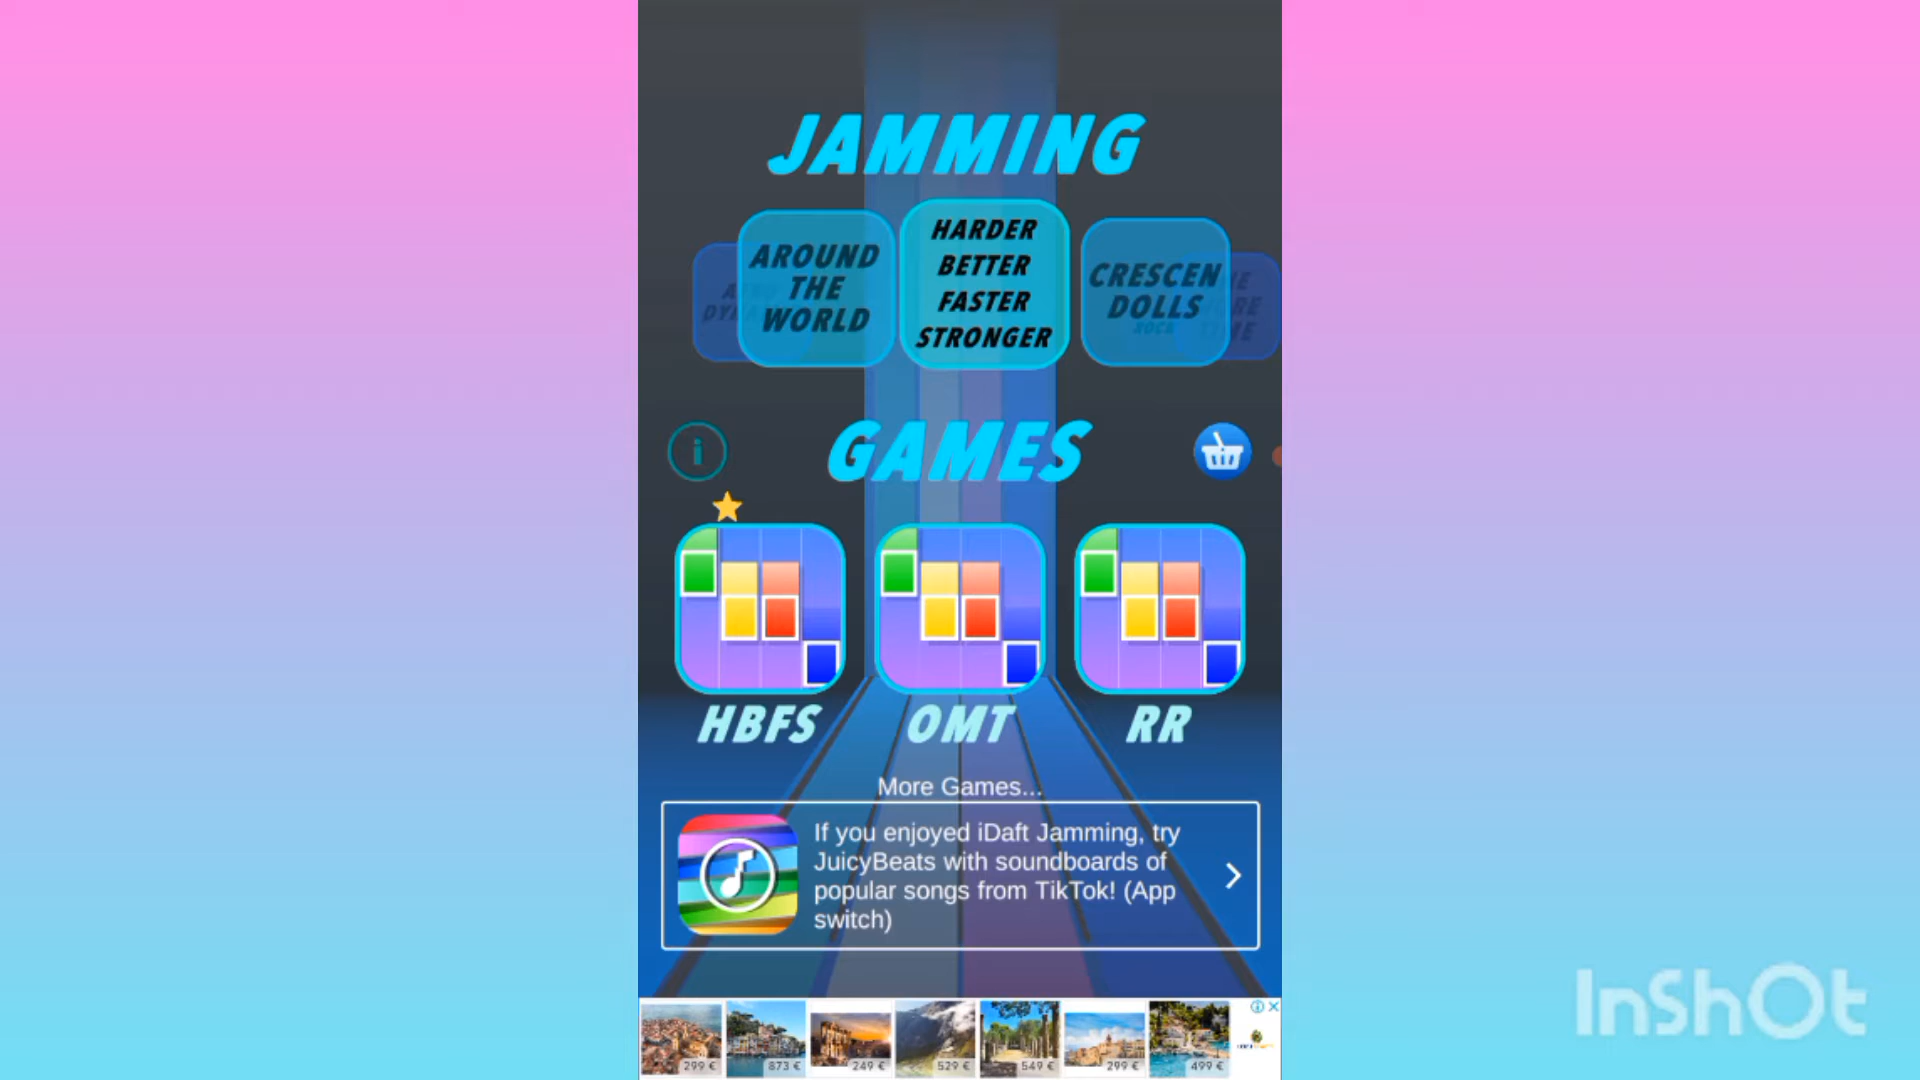 JAMMING
AROUND
THE
WORLD
HARDER
BETTER
FASTER
STRONGER
CRESCEN
DOLLS
ROCK
i
GAMES
HBFS
OMT
RR
More Games...
If you enjoyed iDaft Jamming, try
JuicyBeats with soundboards of
popular songs from TikTok! (App
switch)
299 €
873 €
249 €
529 €
549 €
299 €
499 €
InShOt